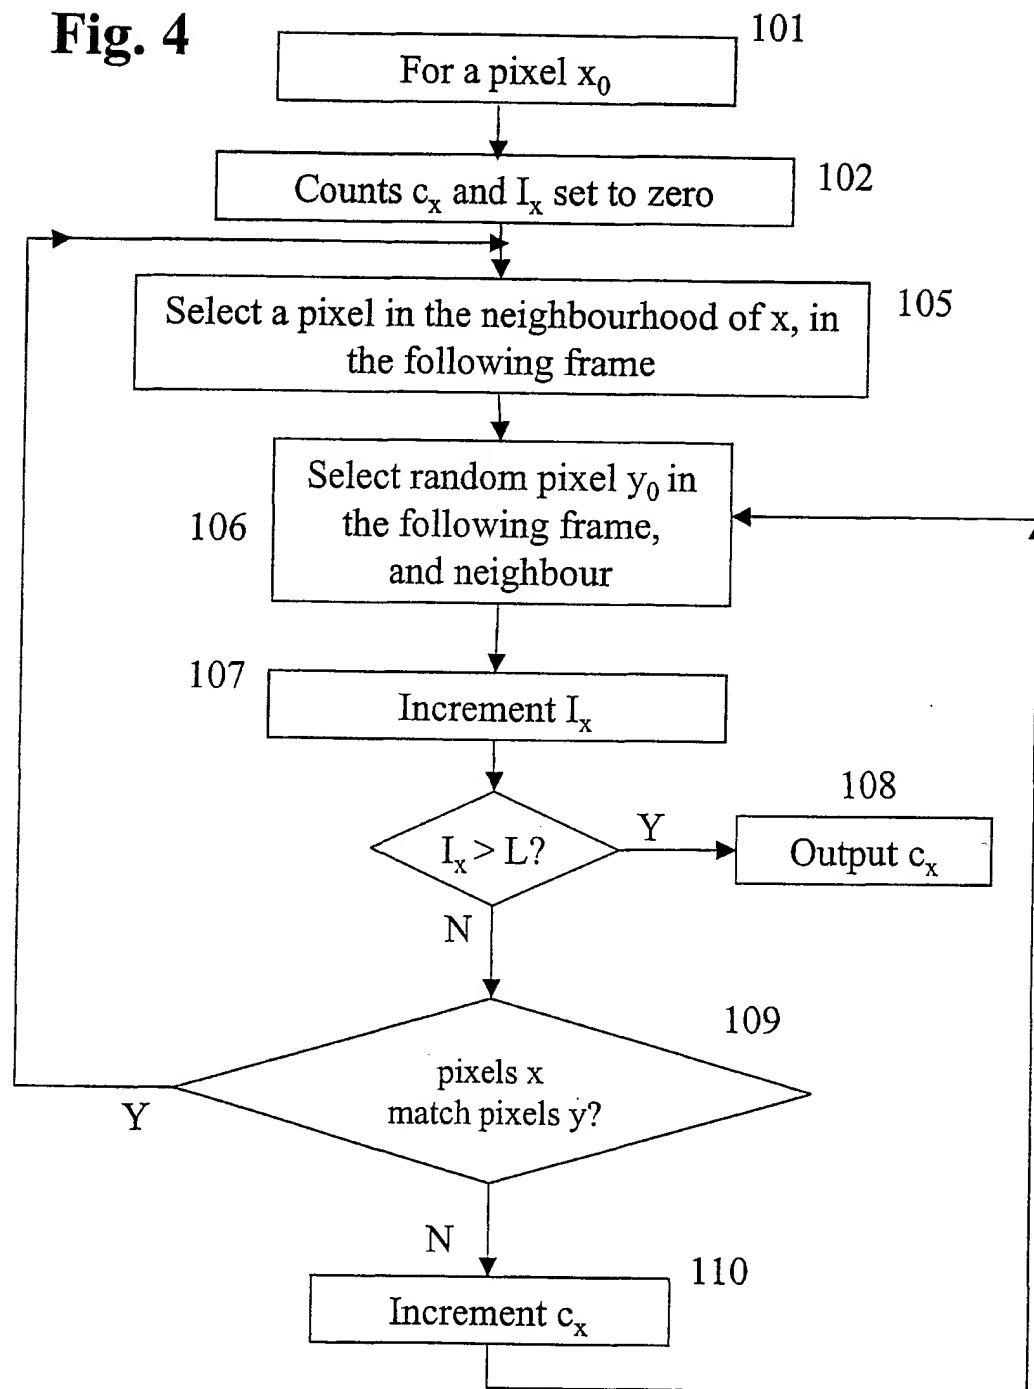 Fig. 4
101
For a pixel x₀
Counts cₓ and Iₓ set to zero
102
Select a pixel in the neighbourhood of x, in
the following frame
105
Select random pixel y₀ in
the following frame,
and neighbour
106
107
Increment Iₓ
108
Iₓ > L?
Y
Output cₓ
N
109
pixels x
match pixels y?
Y
N
110
Increment cₓ